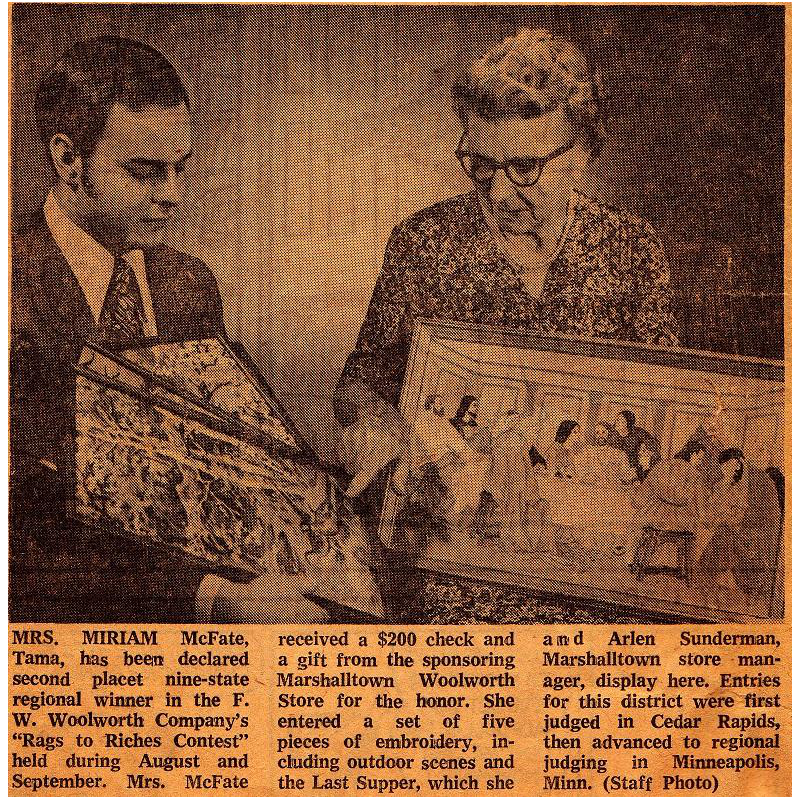 MRS. MIRIAM McFate,
Tama, has been declared
second placet nine-state
regional winner in the F.
W. Woolworth Company's
"Rags to Riches Contest"
held during August and
September. Mrs. McFate
received a $200 check and
a gift from the sponsoring
Marshalltown Woolworth
Store for the honor. She
entered a set of five
pieces of embroidery, in-
cluding outdoor scenes and
the Last Supper, which she
and Arlen Sunderman,
Marshalltown store man-
ager, display here. Entries
for this district were first
judged in Cedar Rapids,
then advanced to regional
judging in Minneapolis,
Minn. (Staff Photo)